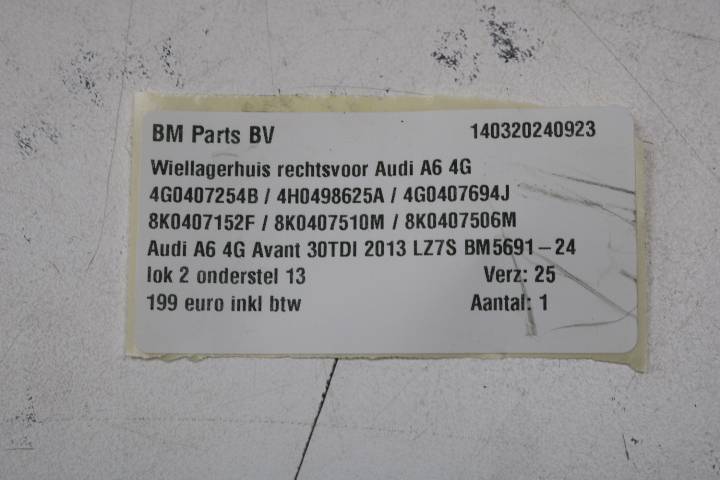 BM Parts BV 140320240923
Wiellagerhuis rechtsvoor Audi A6 4G
4G0407254B / 4H0498625A / 4G0407694J
8K0407152F / 8K0407510M / 8K0407506M
Audi A6 4G Avant 30TDI 2013 LZ7S BM5691-24
lok 2 onderstel 13 Verz: 25
199 euro inkl btw Aantal: 1